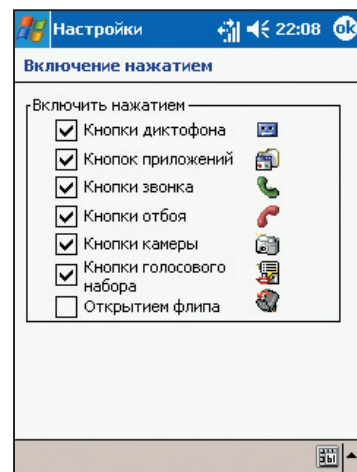 Настройки 22:08 ok
Включение нажатием
Включить нажатием
Кнопки диктофона
Кнопок приложений
Кнопки звонка
Кнопки отбоя
Кнопки камеры
Кнопки голосового
набора
Открытием флипа